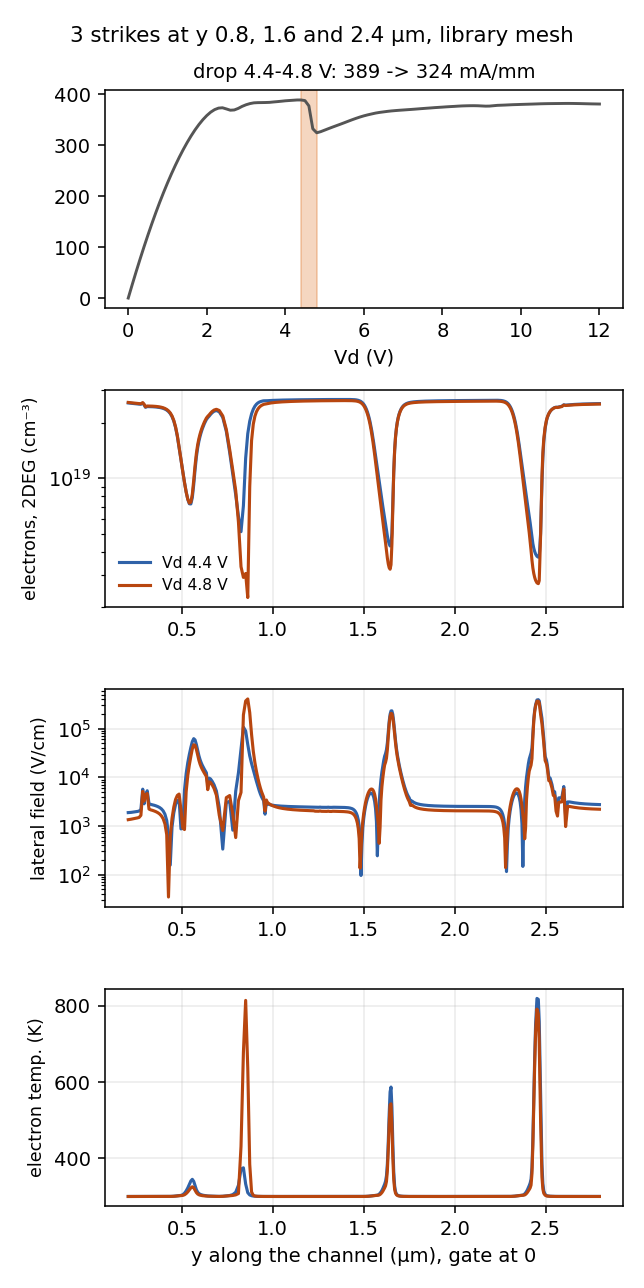 3 strikes at y 0.8, 1.6 and 2.4 µm, library mesh
drop 4.4-4.8 V: 389 -> 324 mA/mm
400
300
200
100
0
0 2 4 6 8 10 12
Vd (V)
electrons, 2DEG (cm⁻³)
10¹⁹
Vd 4.4 V
Vd 4.8 V
0.5 1.0 1.5 2.0 2.5
lateral field (V/cm)
10⁵
10⁴
10³
10²
0.5 1.0 1.5 2.0 2.5
electron temp. (K)
800
600
400
0.5 1.0 1.5 2.0 2.5
y along the channel (µm), gate at 0